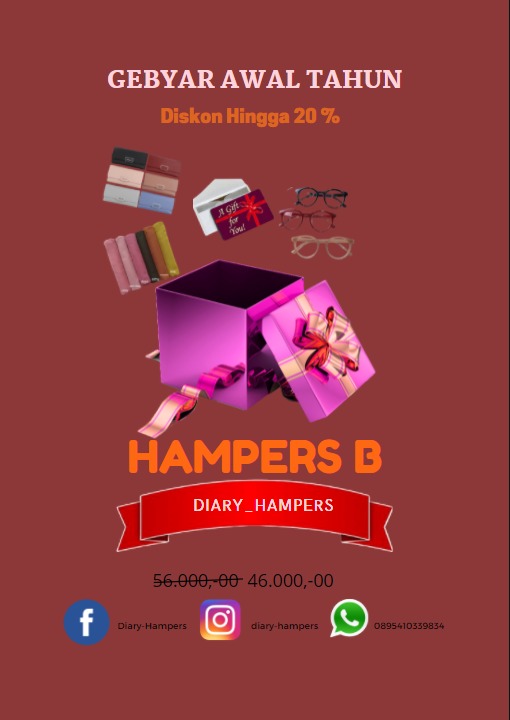 GEBYAR AWAL TAHUN
Diskon Hingga 20 %
A Gift
for
You!
HAMPERS B
DIARY_HAMPERS
56.000,-00 46.000,-00
Diary-Hampers diary-hampers 0895410339834